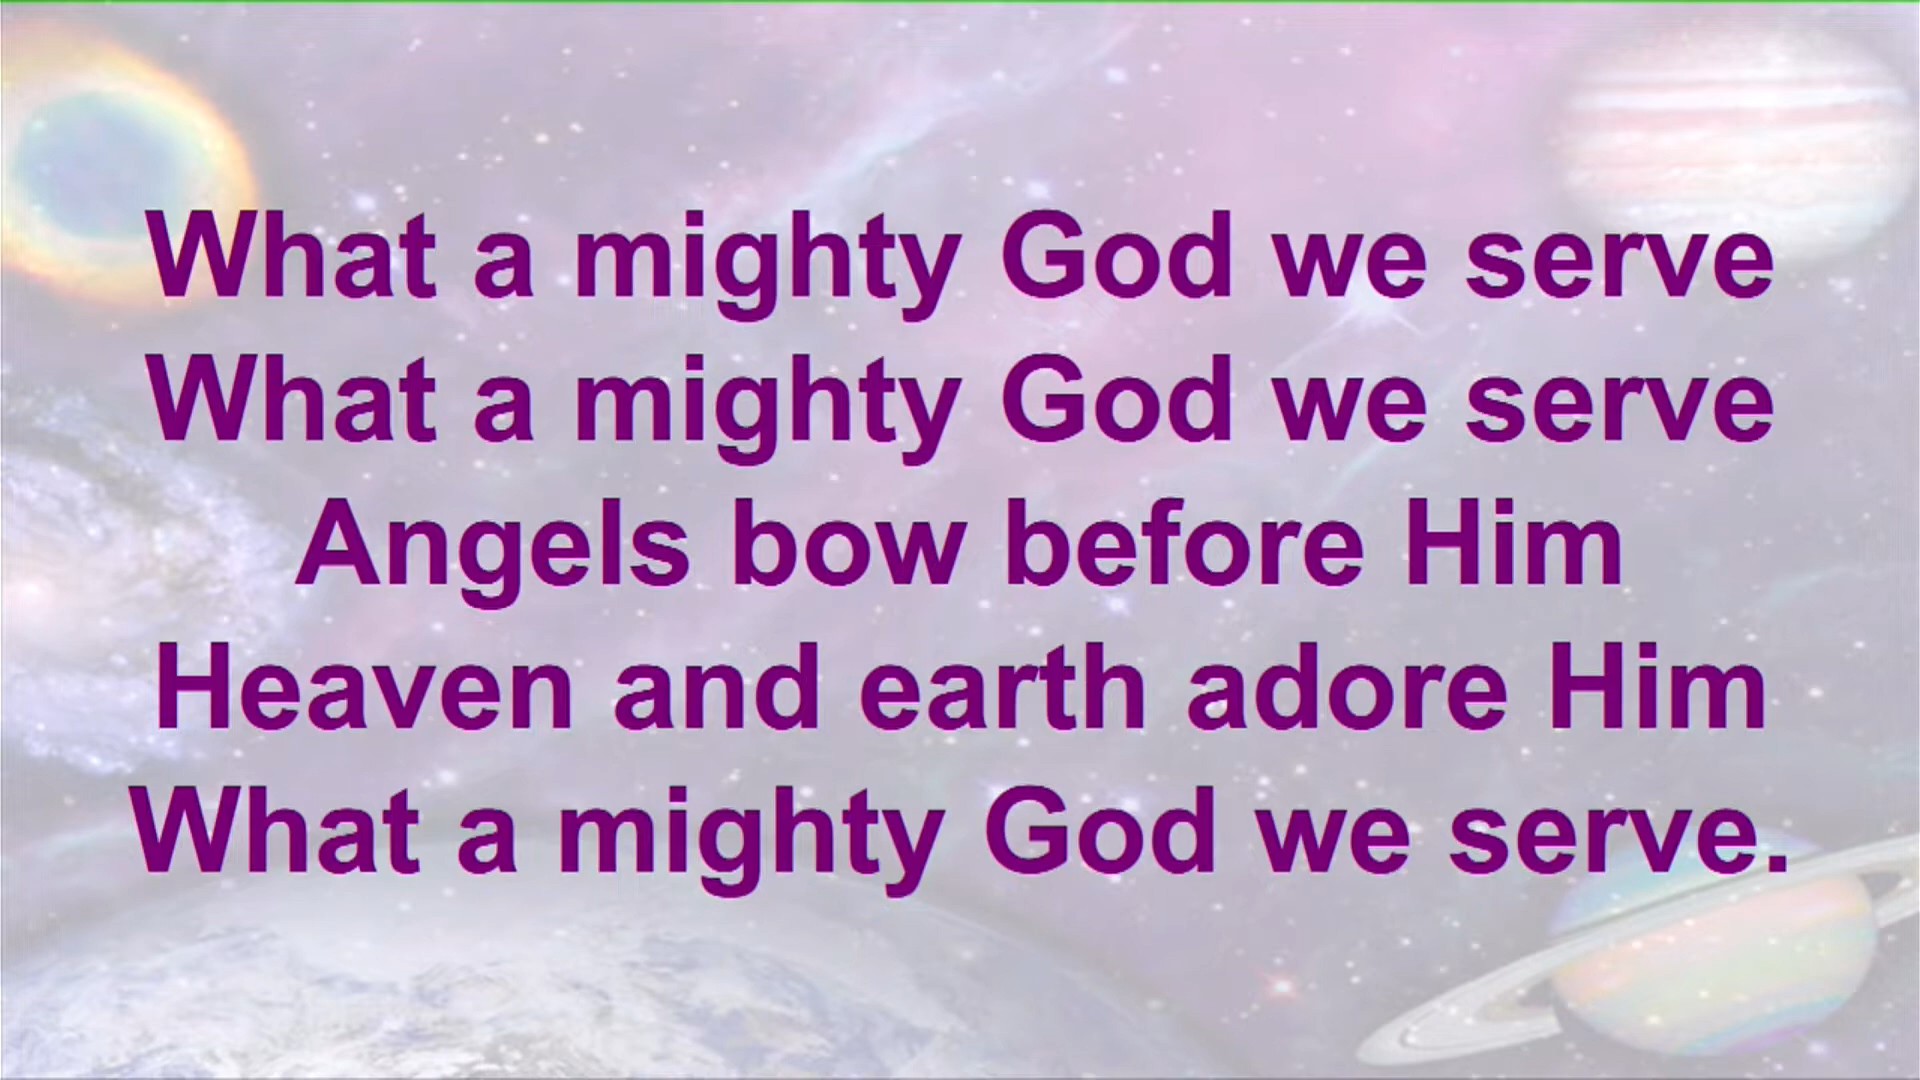 What a mighty God we serve
What a mighty God we serve
Angels bow before Him
Heaven and earth adore Him
What a mighty God we serve.